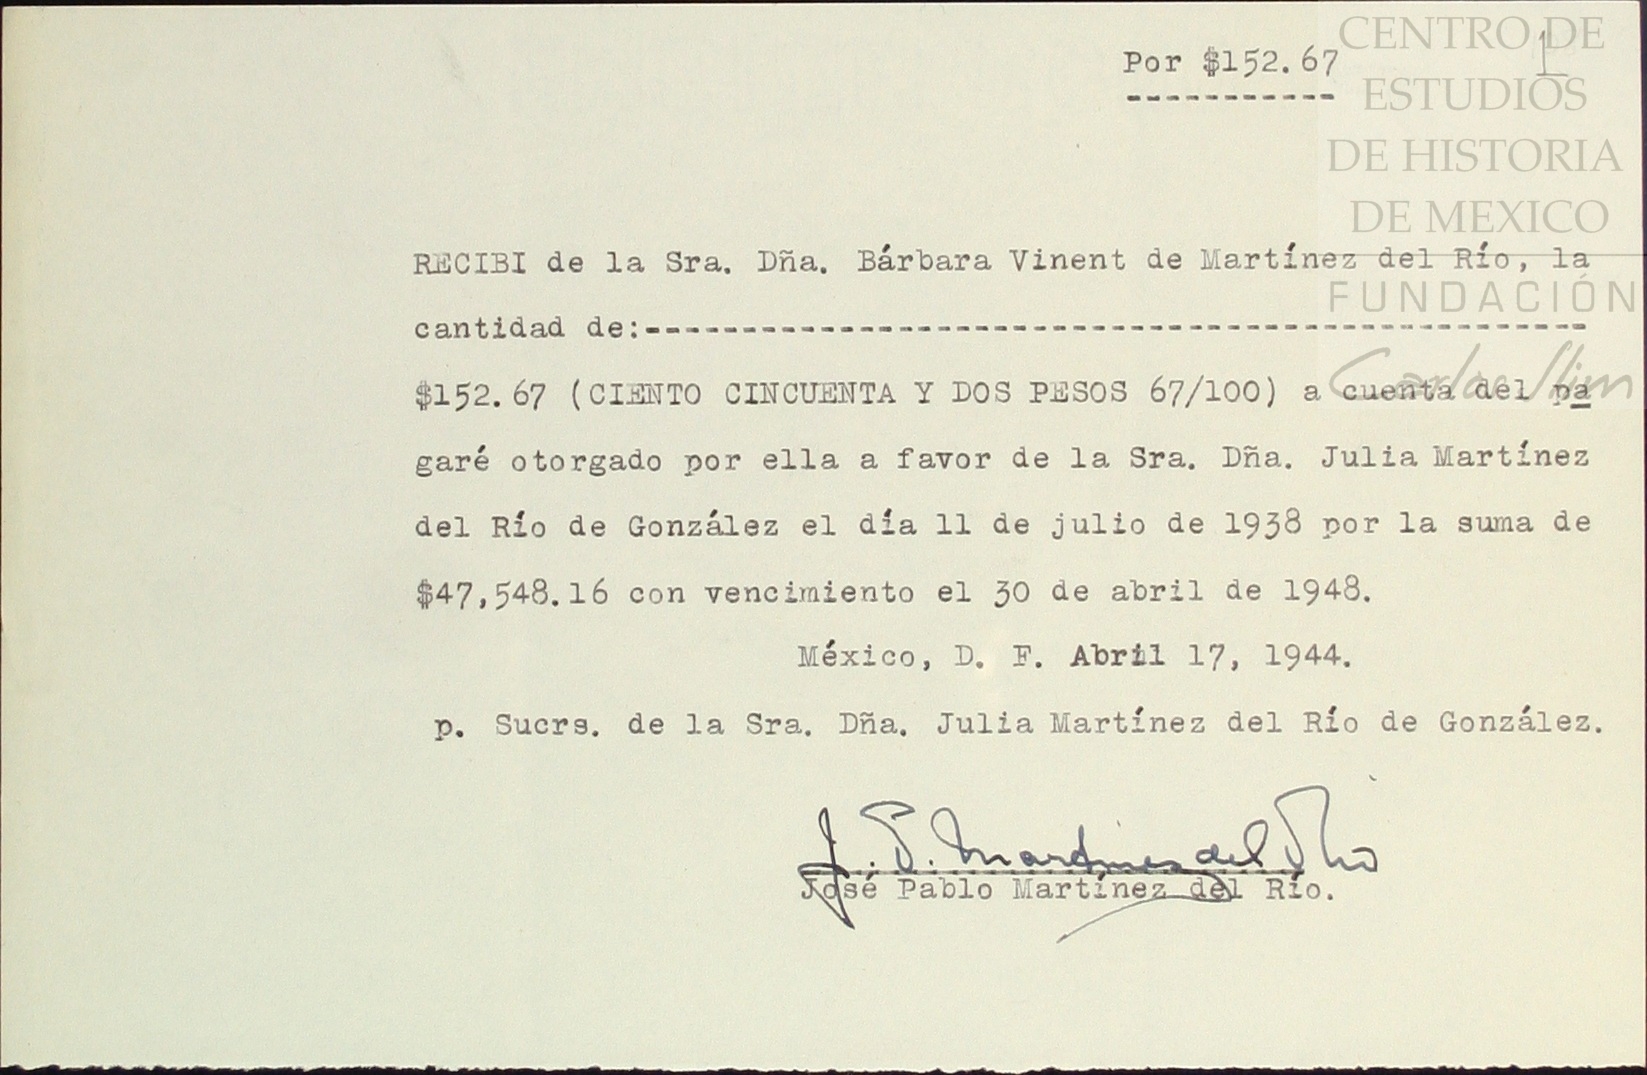 1
Por $152.67
-----------
CENTRO DE
ESTUDIOS
DE HISTORIA
DE MEXICO
FUNDACIÓN
Carlos Slim
RECIBI de la Sra. Dña. Bárbara Vinent de Martínez del Río, la
cantidad de:-------------------------------------------------
$152.67 (CIENTO CINCUENTA Y DOS PESOS 67/100) a cuenta del pa
garé otorgado por ella a favor de la Sra. Dña. Julia Martínez
del Río de González el día 11 de julio de 1938 por la suma de
$47,548.16 con vencimiento el 30 de abril de 1948.
México, D. F. Abril 17, 1944.
p. Sucrs. de la Sra. Dña. Julia Martínez del Río de González.
J. P. Martinez del Rio
José Pablo Martínez del Río.